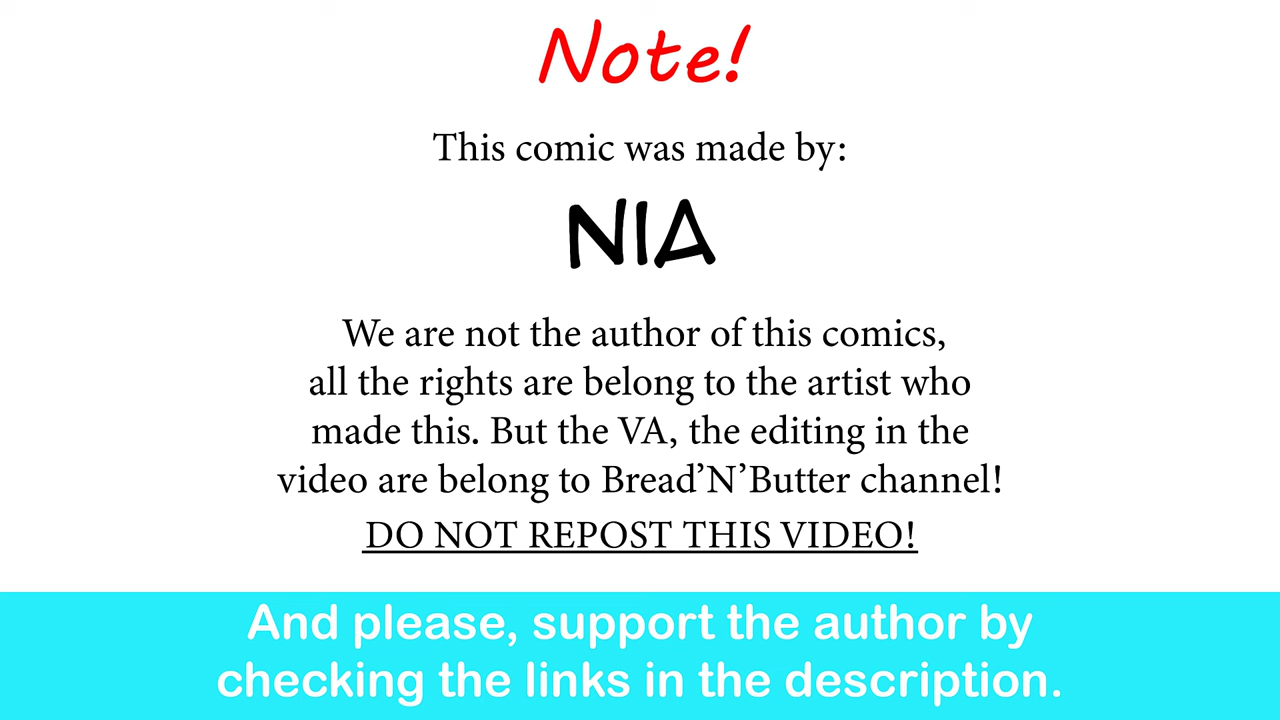 Note!
This comic was made by:
NIA
We are not the author of this comics,
all the rights are belong to the artist who
made this. But the VA, the editing in the
video are belong to Bread’N’Butter channel!
DO NOT REPOST THIS VIDEO!
And please, support the author by
checking the links in the description.